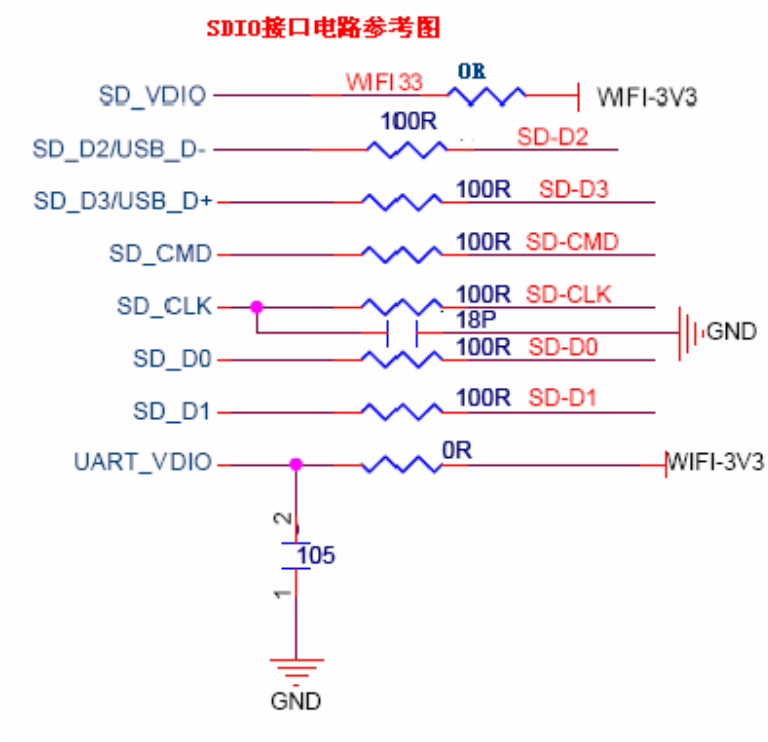 SDIO接口电路参考图
SD_VDIO WIFI33 0R WIFI-3V3
100R
SD_D2/USB_D- SD-D2
SD_D3/USB_D+ 100R SD-D3
SD_CMD 100R SD-CMD
SD_CLK 100R SD-CLK
18P GND
SD_D0 100R SD-D0
SD_D1 100R SD-D1
UART_VDIO 0R WIFI-3V3
2
105
1
GND